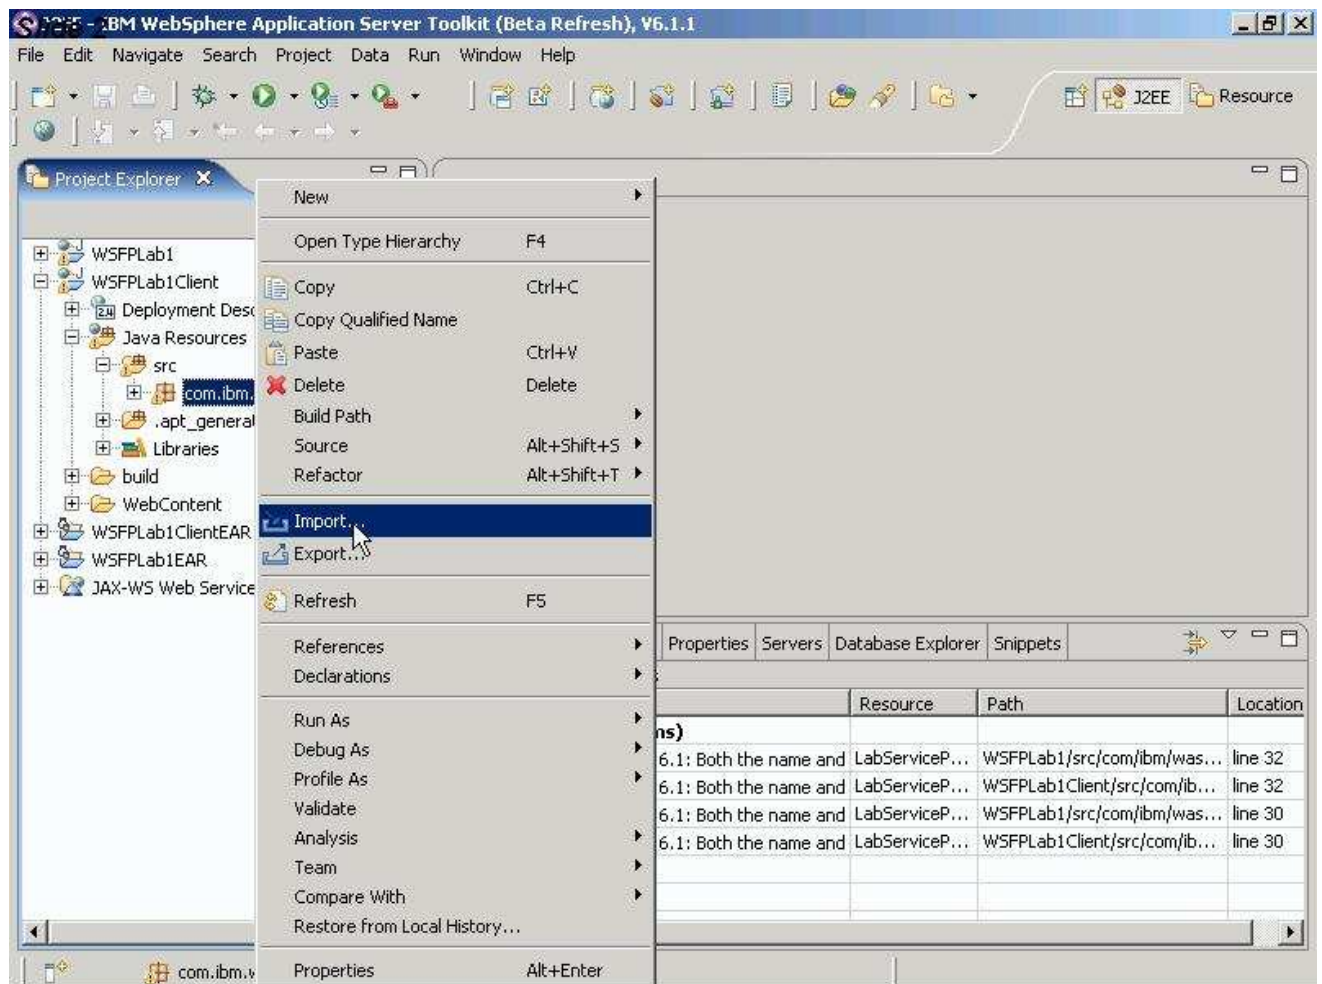 IBM WebSphere Application Server Toolkit (Beta Refresh), V6.1.1
File Edit Navigate Search Project Data Run Window Help
J2EE Resource
Project Explorer
WSFPLab1
WSFPLab1Client
Deployment Desc
Java Resources
src
com.ibm.
.apt_general
Libraries
build
WebContent
WSFPLab1ClientEAR
WSFPLab1EAR
JAX-WS Web Service
New
Open Type Hierarchy F4
Copy Ctrl+C
Copy Qualified Name
Paste Ctrl+V
Delete Delete
Build Path
Source Alt+Shift+S
Refactor Alt+Shift+T
Import...
Export...
Refresh F5
References
Declarations
Run As
Debug As
Profile As
Validate
Analysis
Team
Compare With
Restore from Local History...
Properties Alt+Enter
Properties Servers Database Explorer Snippets
Resource Path Location
ns)
6.1: Both the name and LabServiceP... WSFPLab1/src/com/ibm/was... line 32
6.1: Both the name and LabServiceP... WSFPLab1Client/src/com/ib... line 32
6.1: Both the name and LabServiceP... WSFPLab1/src/com/ibm/was... line 30
6.1: Both the name and LabServiceP... WSFPLab1Client/src/com/ib... line 30
com.ibm.w